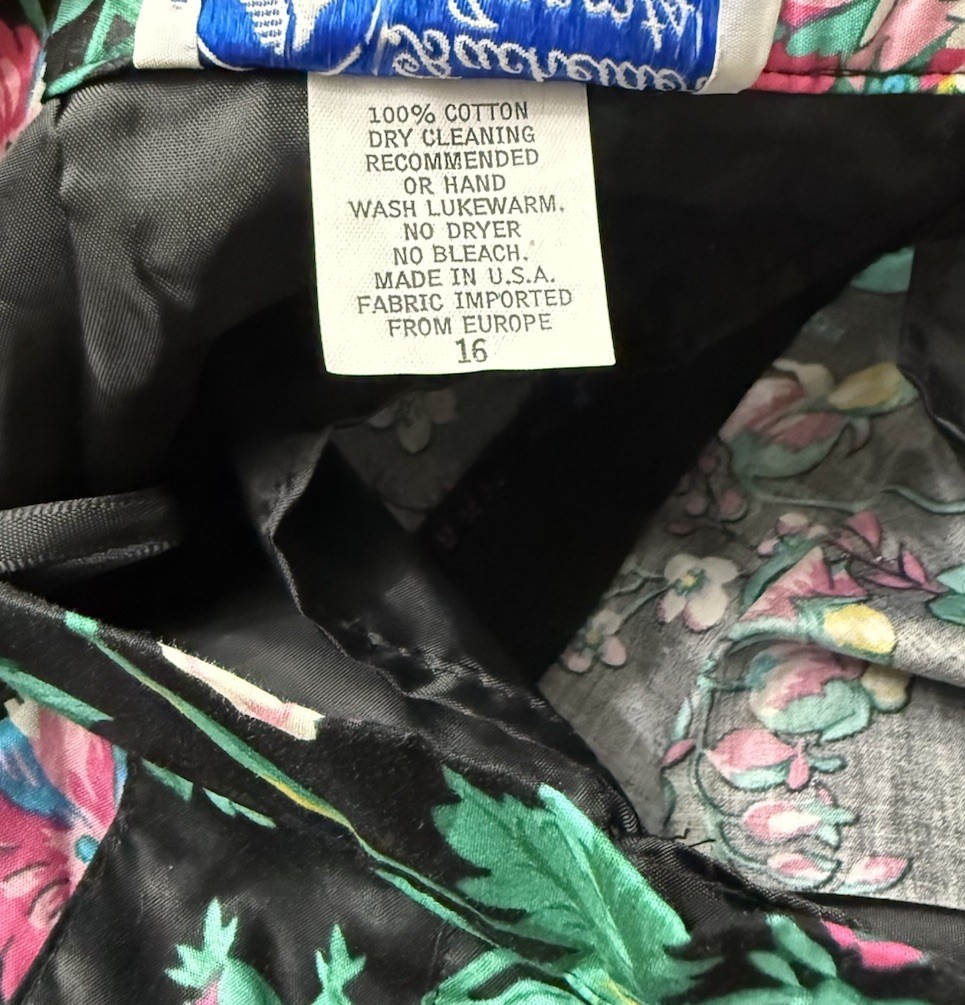 100% COTTON
DRY CLEANING
RECOMMENDED
OR HAND
WASH LUKEWARM.
NO DRYER
NO BLEACH.
MADE IN U.S.A.
FABRIC IMPORTED
FROM EUROPE
16